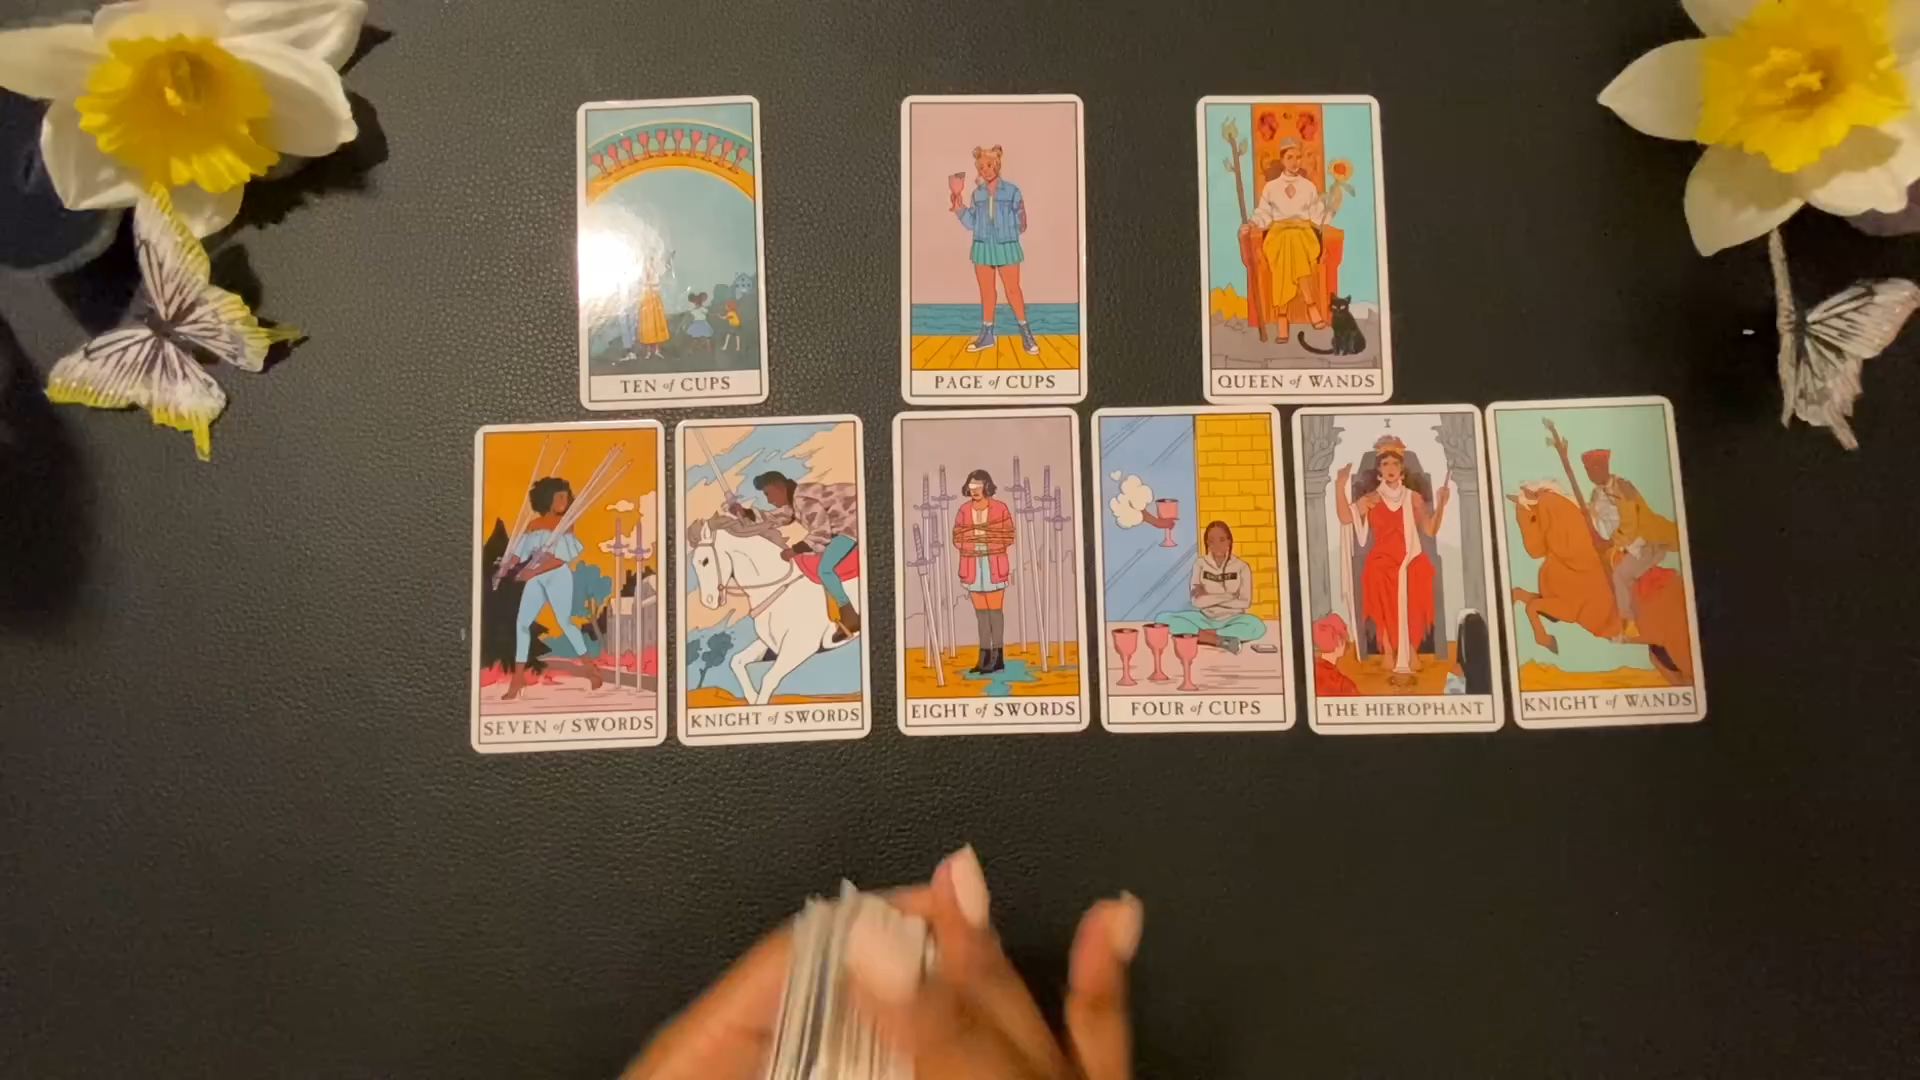 TEN of CUPS
PAGE of CUPS
QUEEN of WANDS
SEVEN of SWORDS
KNIGHT of SWORDS
EIGHT of SWORDS
FOUR of CUPS
THE HIEROPHANT
KNIGHT of WANDS